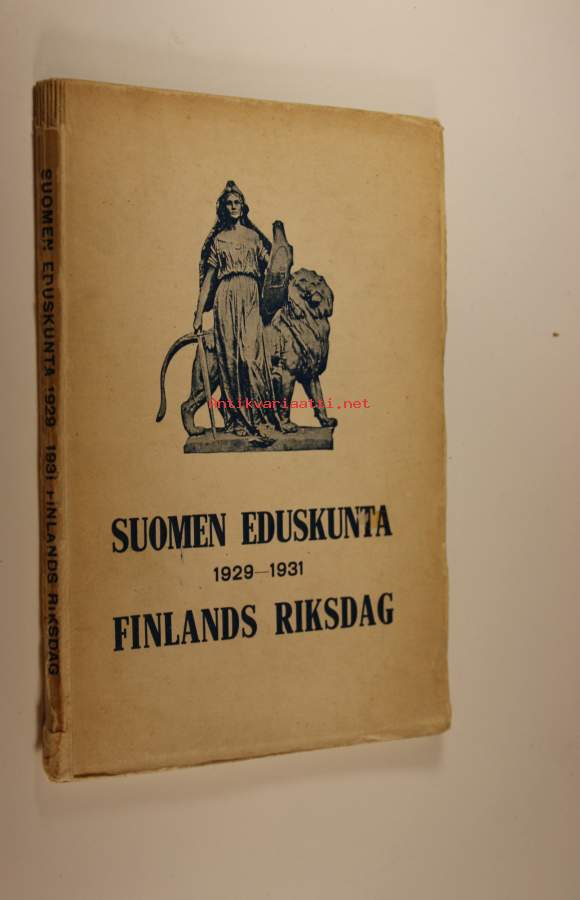 SUOMEN EDUSKUNTA 1929 - 1931 FINLANDS RIKSDAG
Antikvariaatti.net
SUOMEN EDUSKUNTA
1929—1931
FINLANDS RIKSDAG